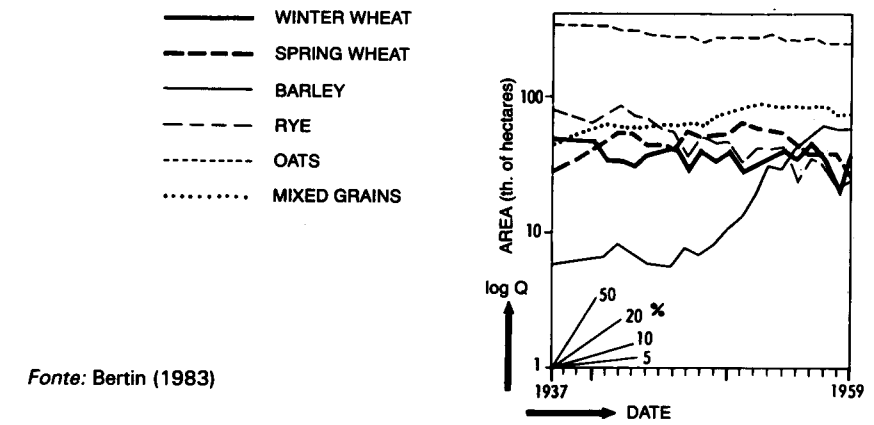 WINTER WHEAT
SPRING WHEAT
BARLEY
RYE
OATS
MIXED GRAINS
Fonte: Bertin (1983)
AREA (th. of hectares)
100
10
1
log Q
50
20 %
10
5
1937
1959
DATE